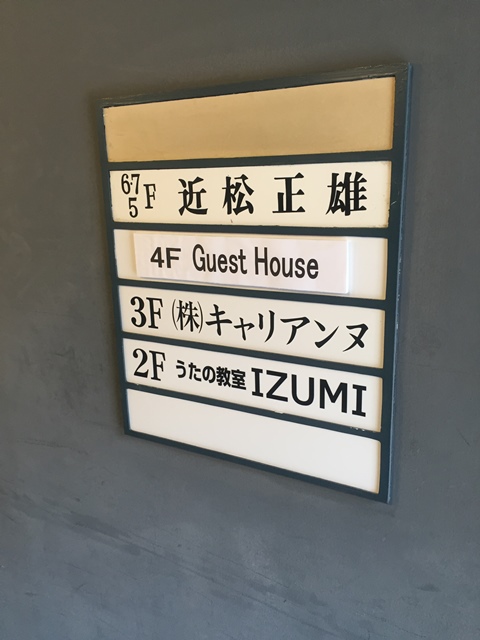 6·7 5 F 近松正雄
4F Guest House
3F (株)キャリアンヌ
2F うたの教室 IZUMI